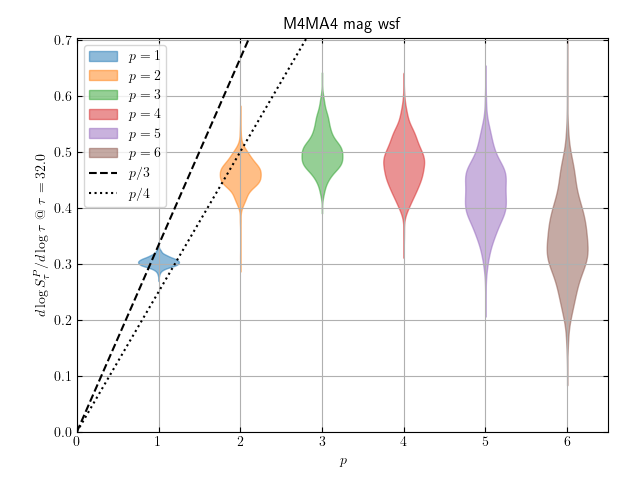 M4MA4 mag wsf
d log S_τ^P / d log τ @ τ = 32.0
0.7
0.6
0.5
0.4
0.3
0.2
0.1
0.0
p = 1
p = 2
p = 3
p = 4
p = 5
p = 6
p/3
p/4
0 1 2 3 4 5 6
p